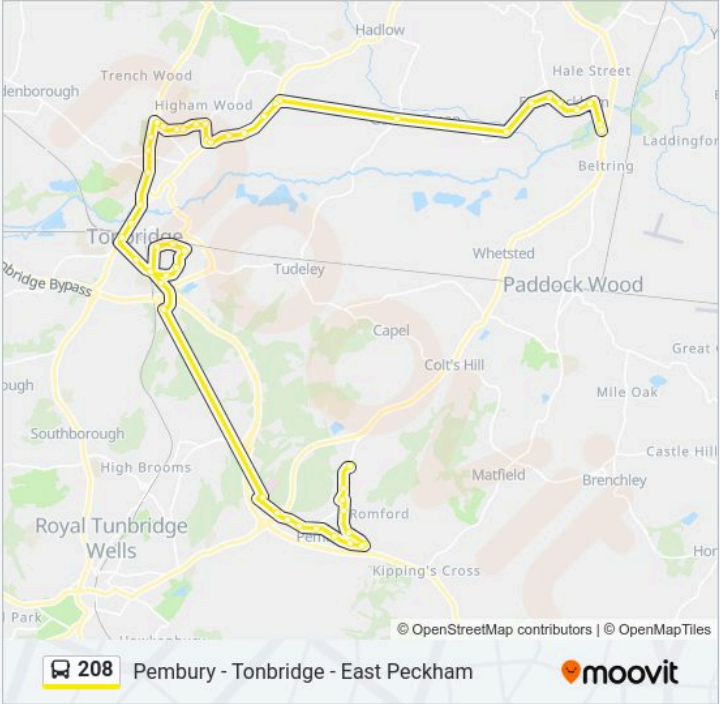 Hadlow
Trench Wood
Hale Street
denborough
Higham Wood
Laddingfor
Beltring
Tonbridge
Whetsted
Tudeley
nbridge Bypass
Paddock Wood
Capel
Great
Colt's Hill
ough
Mile Oak
Southborough
High Brooms
Castle Hill
Matfield
Brenchley
Romford
Royal Tunbridge
Wells
Pemb
Hor
Kipping's Cross
l Park
© OpenStreetMap contributors | © OpenMapTiles
208 Pembury - Tonbridge - East Peckham
moovit